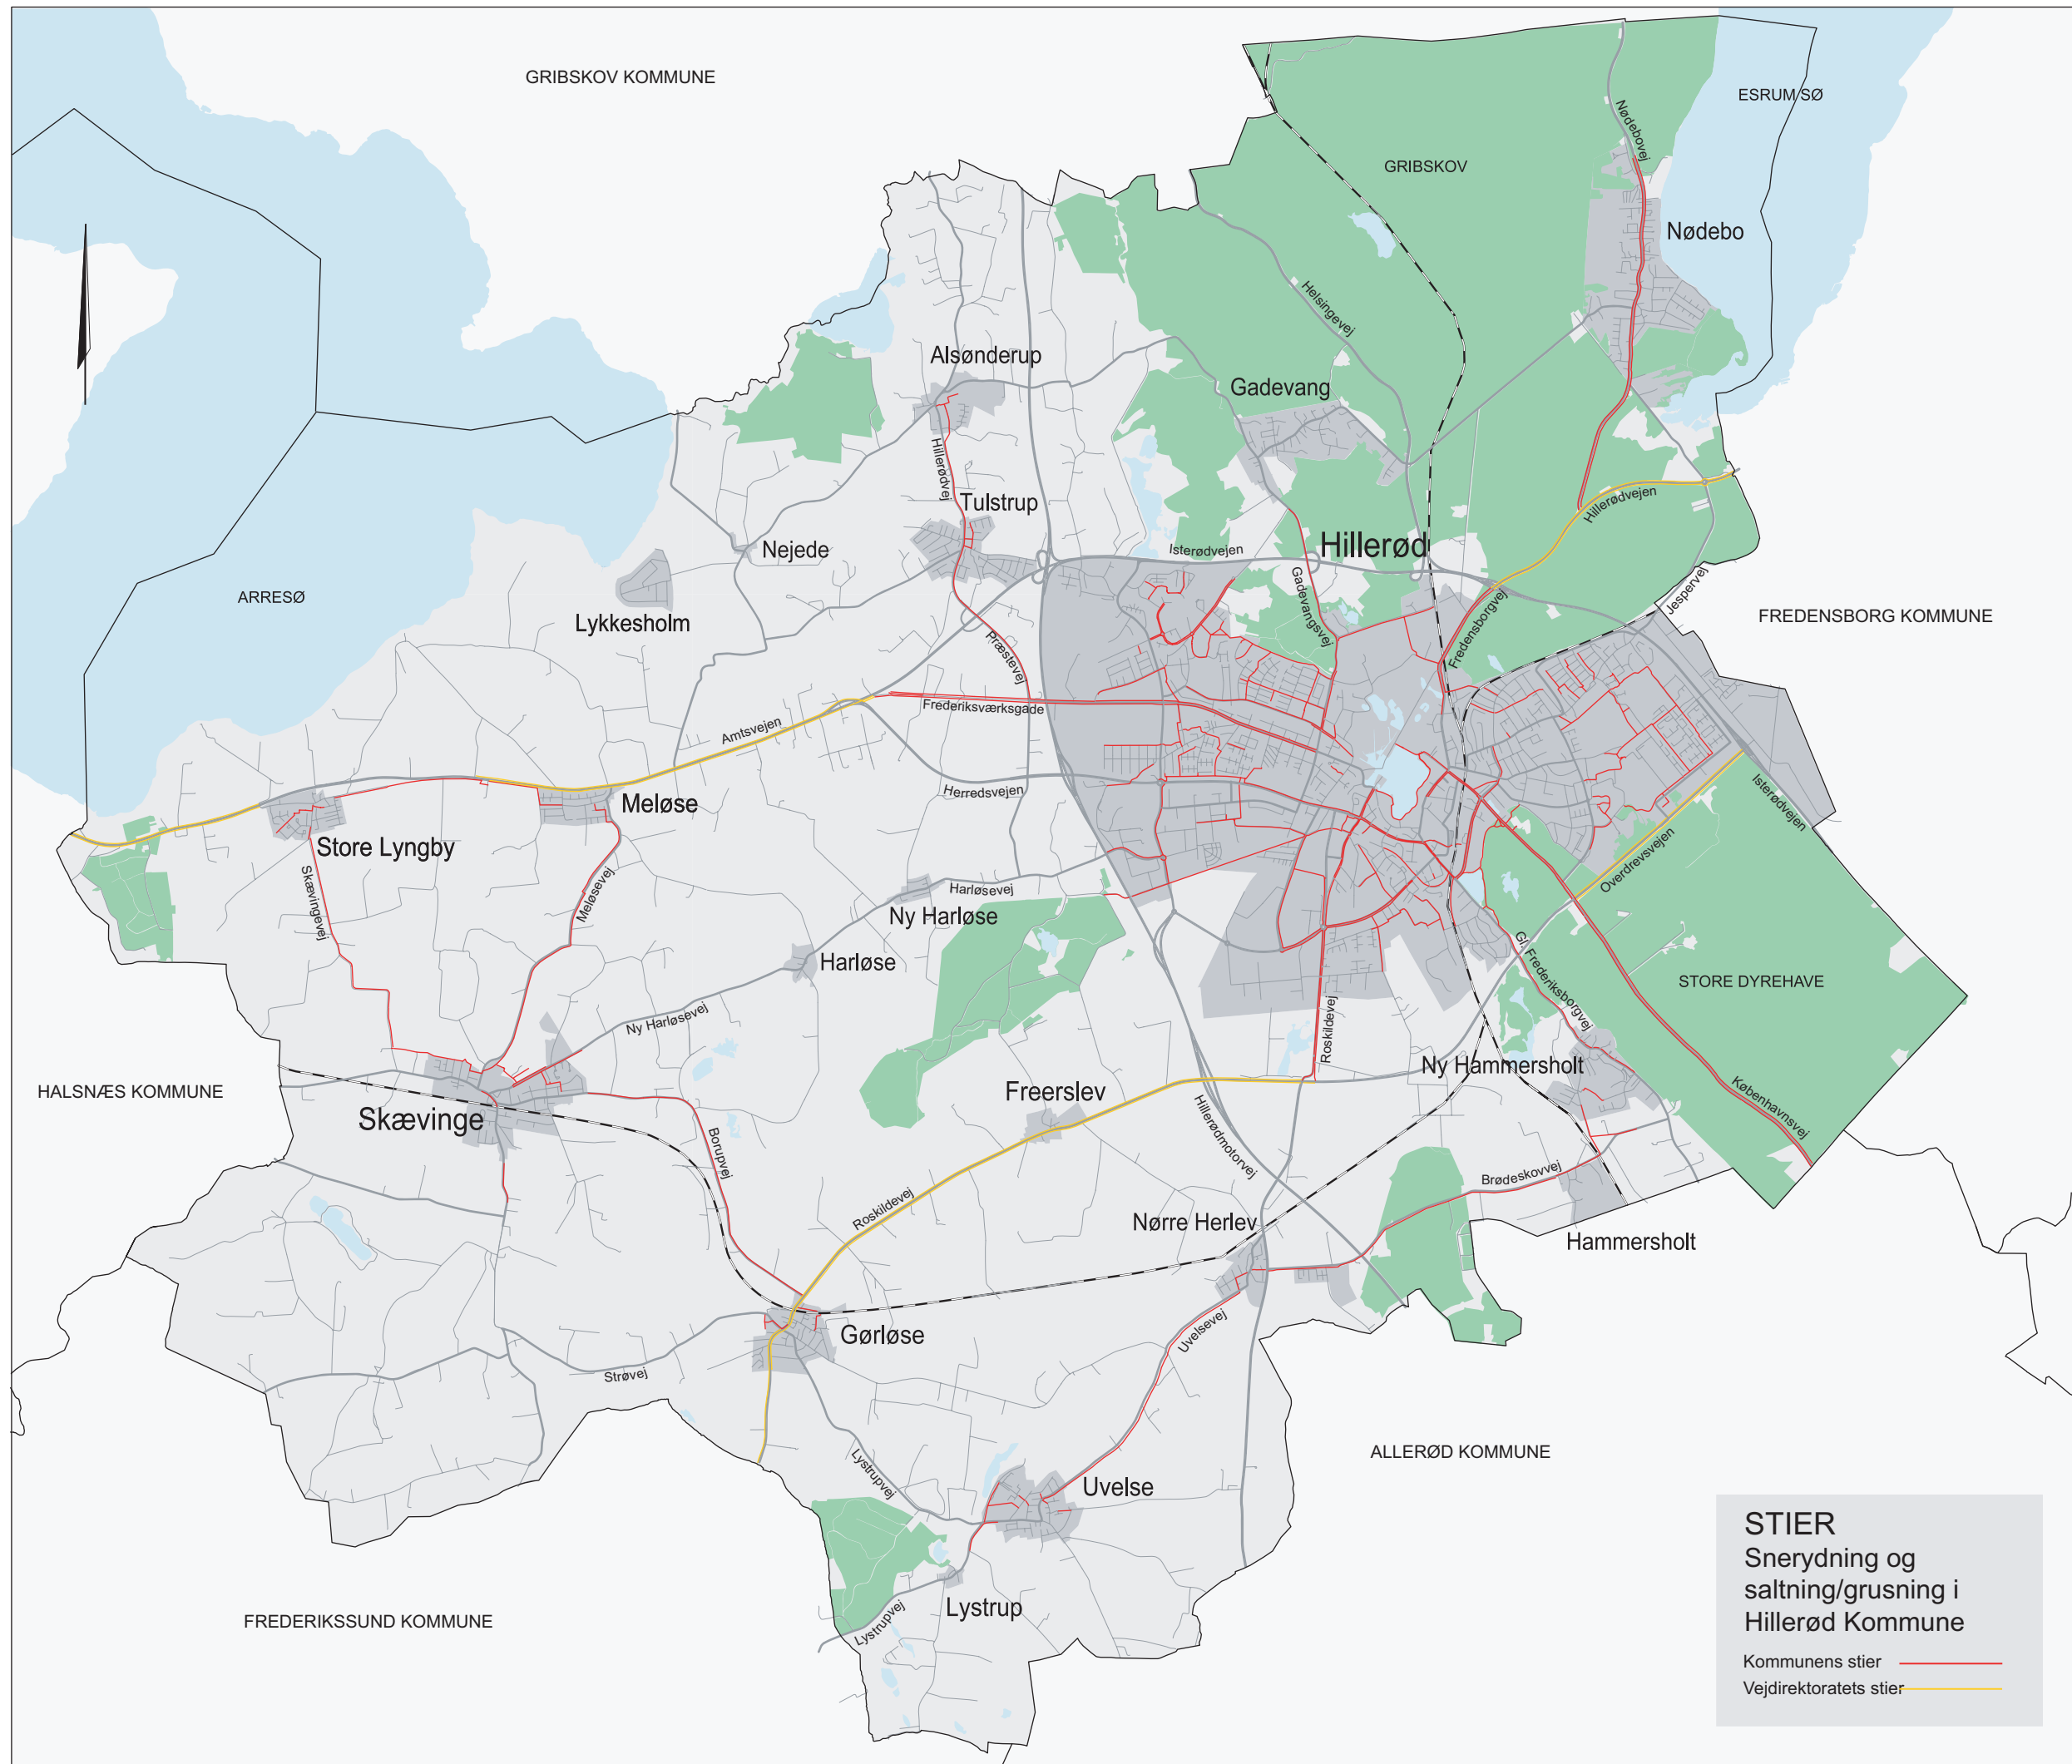 GRIBSKOV KOMMUNE
ESRUM SØ
Nødebovej
GRIBSKOV
Nødebo
Helsingevej
Alsønderup
Gadevang
Hillerødvej
Tulstrup
Hillerødvejen
Nejede
Isterødvejen
Hillerød
ARRESØ
Lykkesholm
Gadevangsvej
Jespervej
FREDENSBORG KOMMUNE
Fredensborgvej
Præstevej
Frederiksværksgade
Amtsvejen
Herredsvejen
Meløse
Isterødvejen
Store Lyngby
Overdrevsvejen
Skævingevej
Meløsevej
Harløsevej
Ny Harløse
Harløse
Gl. Frederiksborgvej
STORE DYREHAVE
Ny Harløsevej
Roskildevej
Ny Hammersholt
HALSNÆS KOMMUNE
Skævinge
Freerslev
Københavnsvej
Hillerødmotorvej
Borupvej
Brødeskovvej
Roskildevej
Nørre Herlev
Hammersholt
Gørløse
Uvelsevej
Strøvej
ALLERØD KOMMUNE
Lystrupvej
Uvelse
Lystrup
Lystrupvej
FREDERIKSSUND KOMMUNE
STIER
Snerydning og
saltning/grusning i
Hillerød Kommune
Kommunens stier
Vejdirektoratets stier